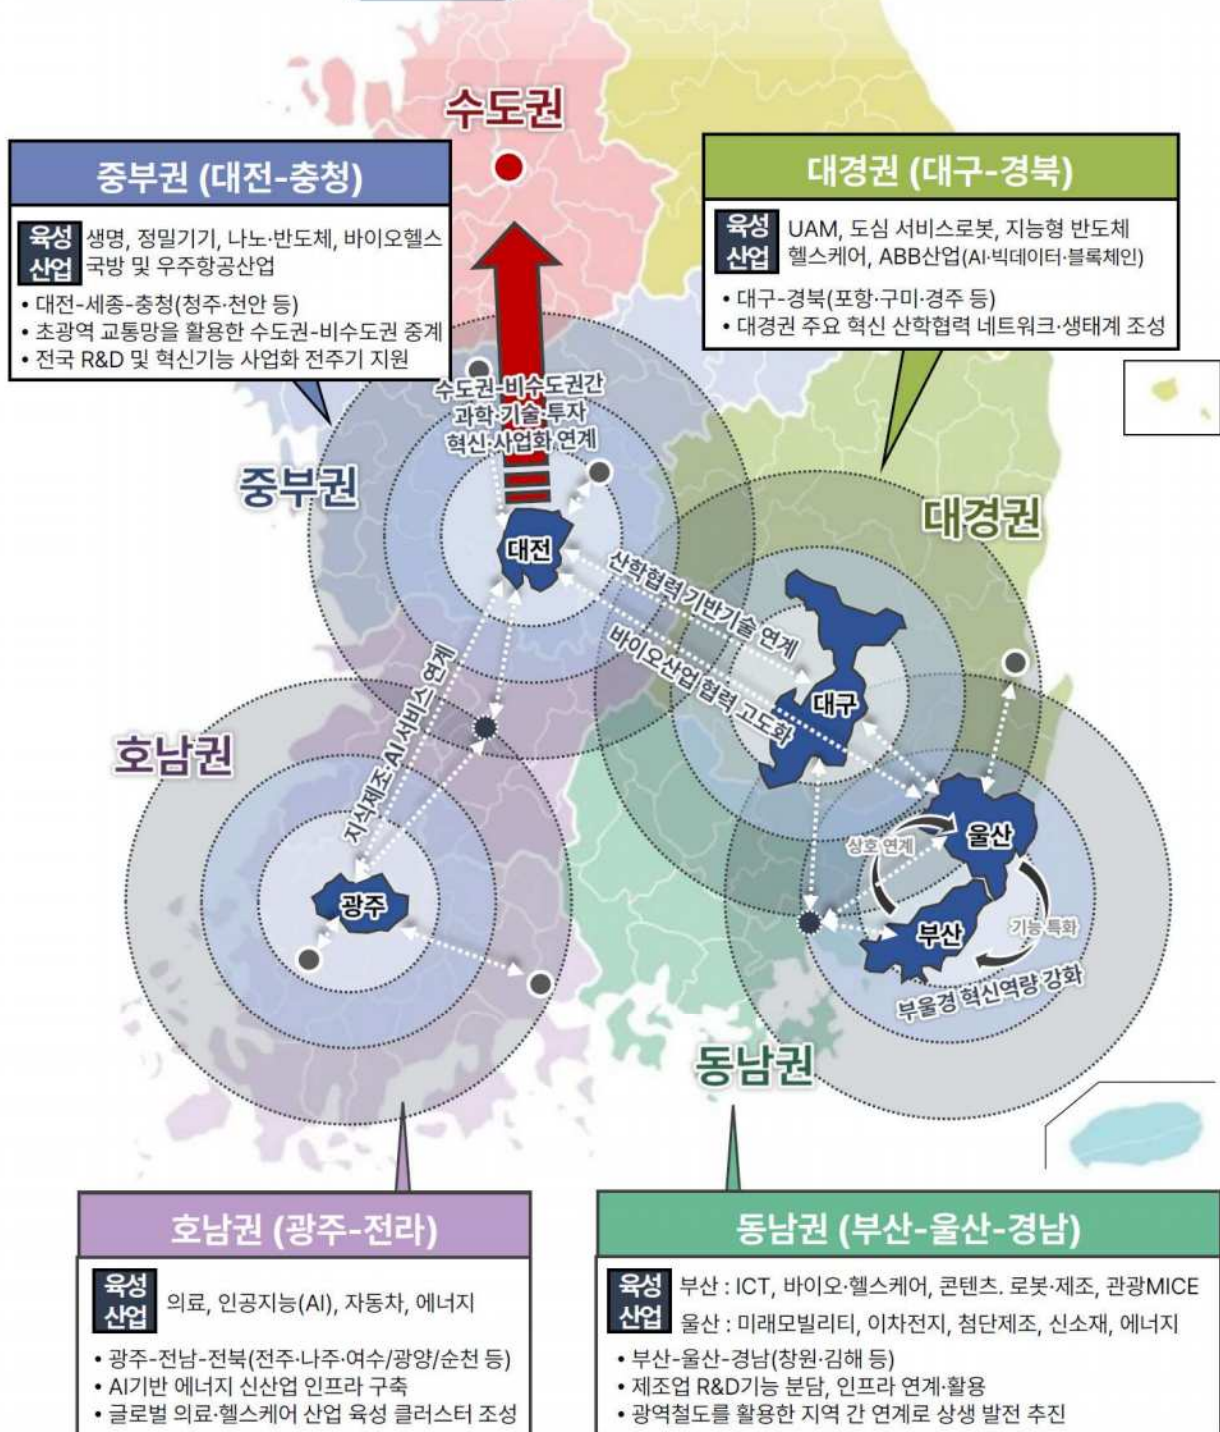 수도권
중부권 (대전-충청)
육성
산업
생명, 정밀기기, 나노·반도체, 바이오헬스
국방 및 우주항공산업
• 대전-세종-충청(청주·천안 등)
• 초광역 교통망을 활용한 수도권-비수도권 중계
• 전국 R&D 및 혁신기능 사업화 전주기 지원
대경권 (대구-경북)
육성
산업
UAM, 도심 서비스로봇, 지능형 반도체
헬스케어, ABB산업(AI·빅데이터·블록체인)
• 대구-경북(포항·구미·경주 등)
• 대경권 주요 혁신 산학협력 네트워크·생태계 조성
수도권-비수도권간
과학·기술·투자
혁신·사업화 연계
중부권
대경권
대전
산학협력 기반기술 연계
바이오산업 협력 고도화
지식제조·AI 서비스 연계
대구
호남권
울산
상호 연계
광주
부산
기능 특화
부울경 혁신역량 강화
동남권
호남권 (광주-전라)
육성
산업
의료, 인공지능(AI), 자동차, 에너지
• 광주-전남-전북(전주·나주·여수/광양/순천 등)
• AI기반 에너지 신산업 인프라 구축
• 글로벌 의료·헬스케어 산업 육성 클러스터 조성
동남권 (부산-울산-경남)
육성
산업
부산 : ICT, 바이오·헬스케어, 콘텐츠. 로봇·제조, 관광MICE
울산 : 미래모빌리티, 이차전지, 첨단제조, 신소재, 에너지
• 부산-울산-경남(창원·김해 등)
• 제조업 R&D기능 분담, 인프라 연계·활용
• 광역철도를 활용한 지역 간 연계로 상생 발전 추진